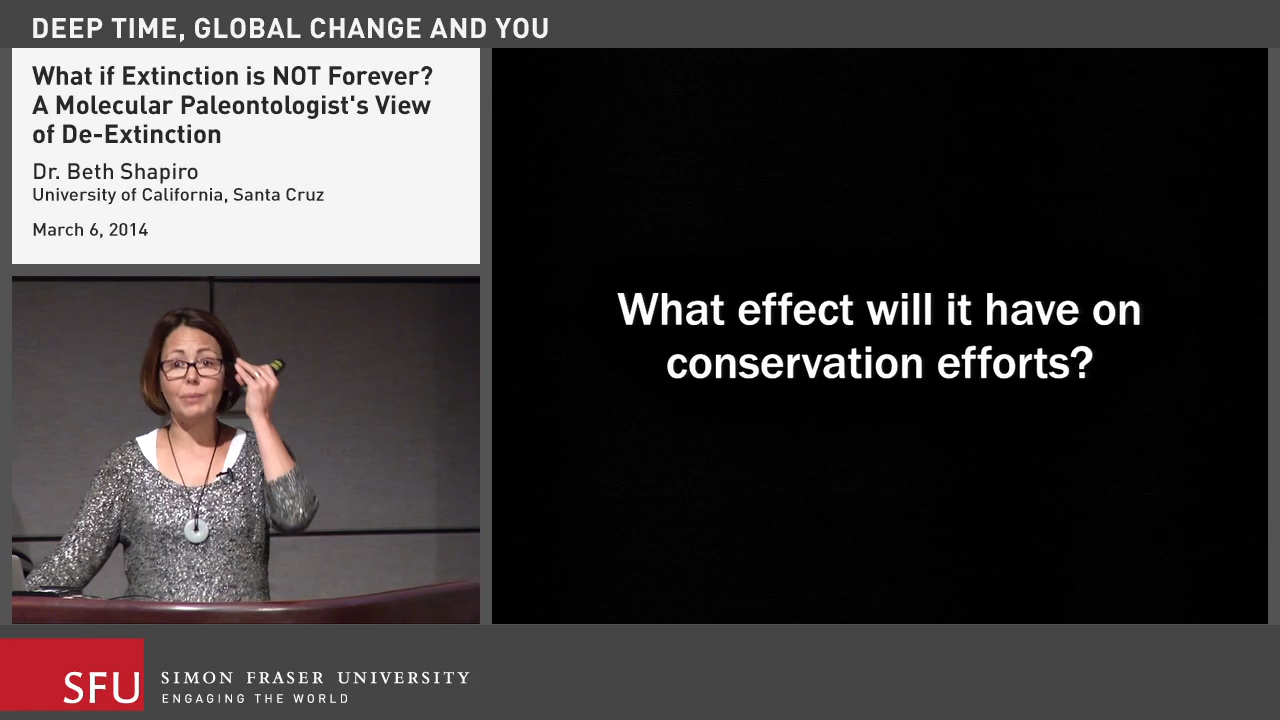 DEEP TIME, GLOBAL CHANGE AND YOU
What if Extinction is NOT Forever?
A Molecular Paleontologist's View
of De-Extinction
Dr. Beth Shapiro
University of California, Santa Cruz
March 6, 2014
What effect will it have on
conservation efforts?
SFU
SIMON FRASER UNIVERSITY
ENGAGING THE WORLD